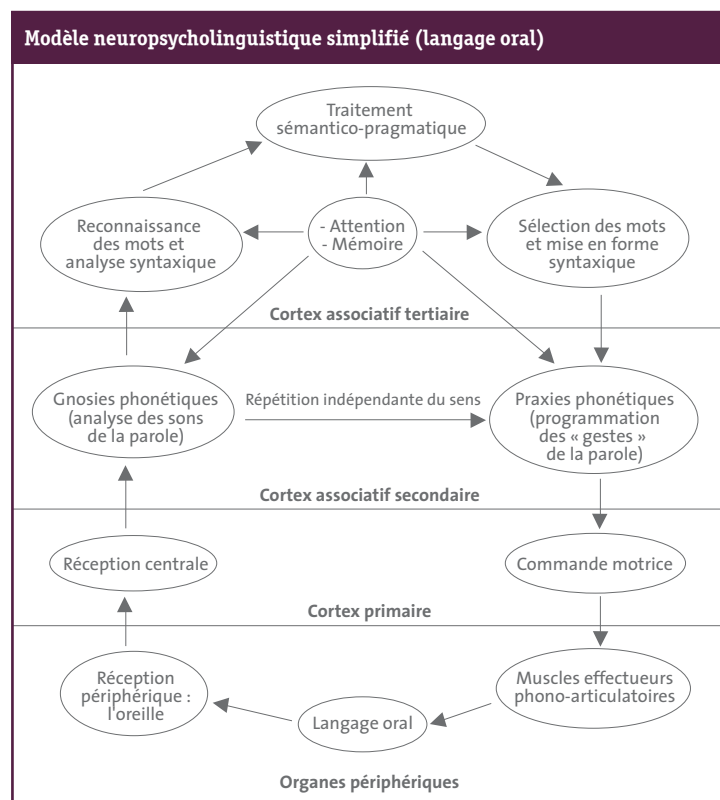 Modèle neuropsycholinguistique simplifié (langage oral)
Traitement
sémantico-pragmatique
Reconnaissance
des mots et
analyse syntaxique
- Attention
- Mémoire
Sélection des mots
et mise en forme
syntaxique
Cortex associatif tertiaire
Gnosies phonétiques
(analyse des sons
de la parole)
Répétition indépendante du sens
Praxies phonétiques
(programmation
des « gestes »
de la parole)
Cortex associatif secondaire
Réception centrale
Commande motrice
Cortex primaire
Réception
périphérique :
l'oreille
Langage oral
Muscles effectueurs
phono-articulatoires
Organes périphériques